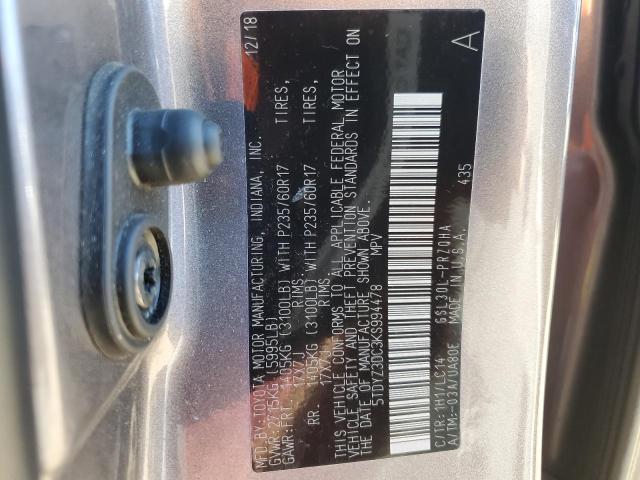 MFD.BY:TOYOTA MOTOR MANUFACTURING, INDIANA, INC. 12/18
GVWR:2715KG(5995LB)
GAWR:FRT. 1405KG (3100LB) WITH P235/60R17 TIRES,
17X7J RIMS.
RR. 1405KG (3100LB) WITH P235/60R17 TIRES,
17X7J RIMS.
THIS VEHICLE CONFORMS TO ALL APPLICABLE FEDERAL MOTOR
VEHICLE SAFETY AND THEFT PREVENTION STANDARDS IN EFFECT ON
THE DATE OF MANUFACTURE SHOWN ABOVE.
5TDYZ3DC3KS994478 MPV
A
435
C/TR:1H1/LC14 GSL30L-PRZQHA
A/TM:-03A/UA80E MADE IN U.S.A.